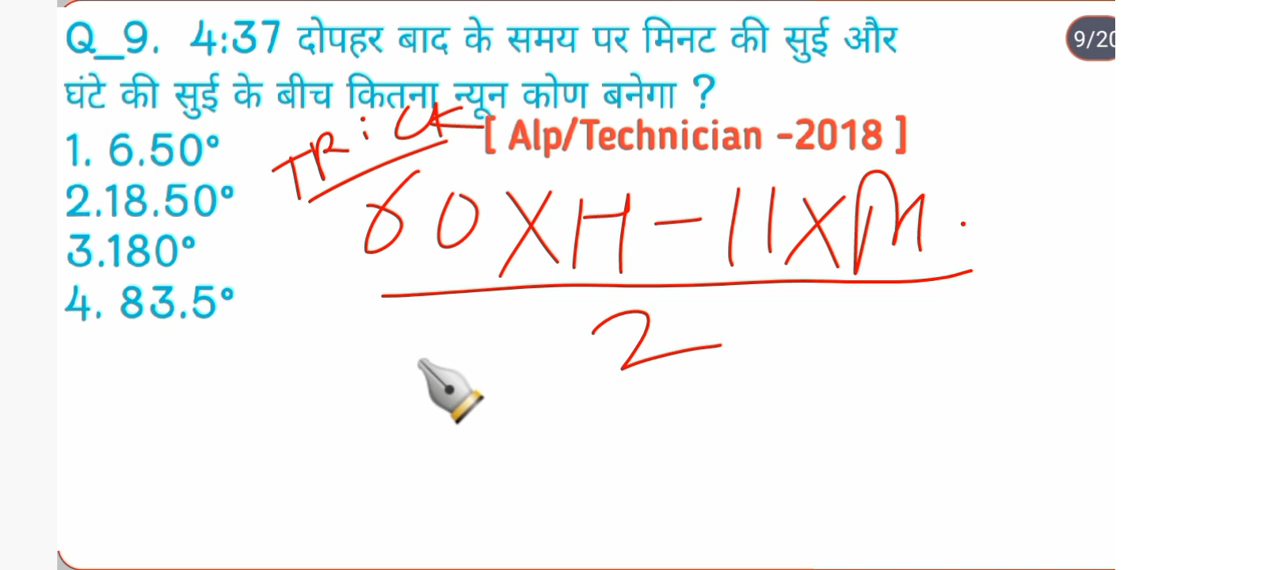 Q_9. 4:37 दोपहर बाद के समय पर मिनट की सुई और
9/20
घंटे की सुई के बीच कितना न्यून कोण बनेगा ?
TRiCK
[ Alp/Technician -2018 ]
1. 6.50°
2.18.50°
3.180°
4. 83.5°
60XH-11XM.
2